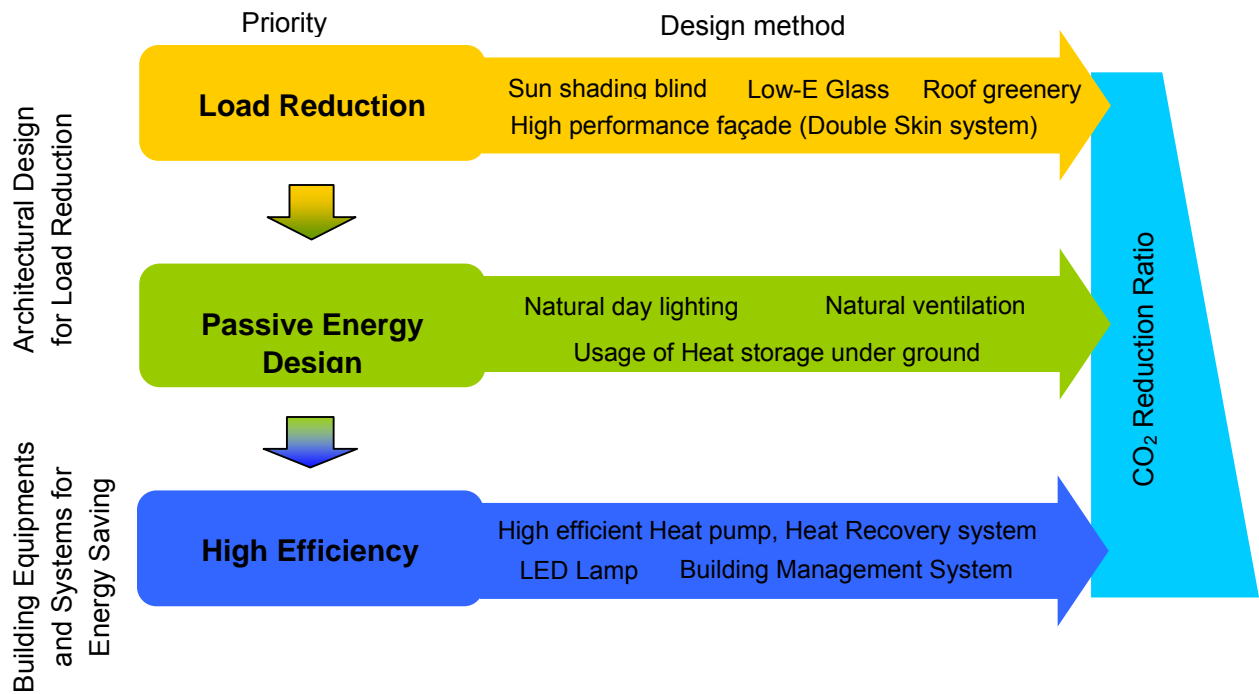 Priority
Design method
Architectural Design
for Load Reduction
Load Reduction
Sun shading blind Low-E Glass Roof greenery
High performance façade (Double Skin system)
Passive Energy
Design
Natural day lighting Natural ventilation
Usage of Heat storage under ground
Building Equipments
and Systems for
Energy Saving
High Efficiency
High efficient Heat pump, Heat Recovery system
LED Lamp Building Management System
CO₂ Reduction Ratio